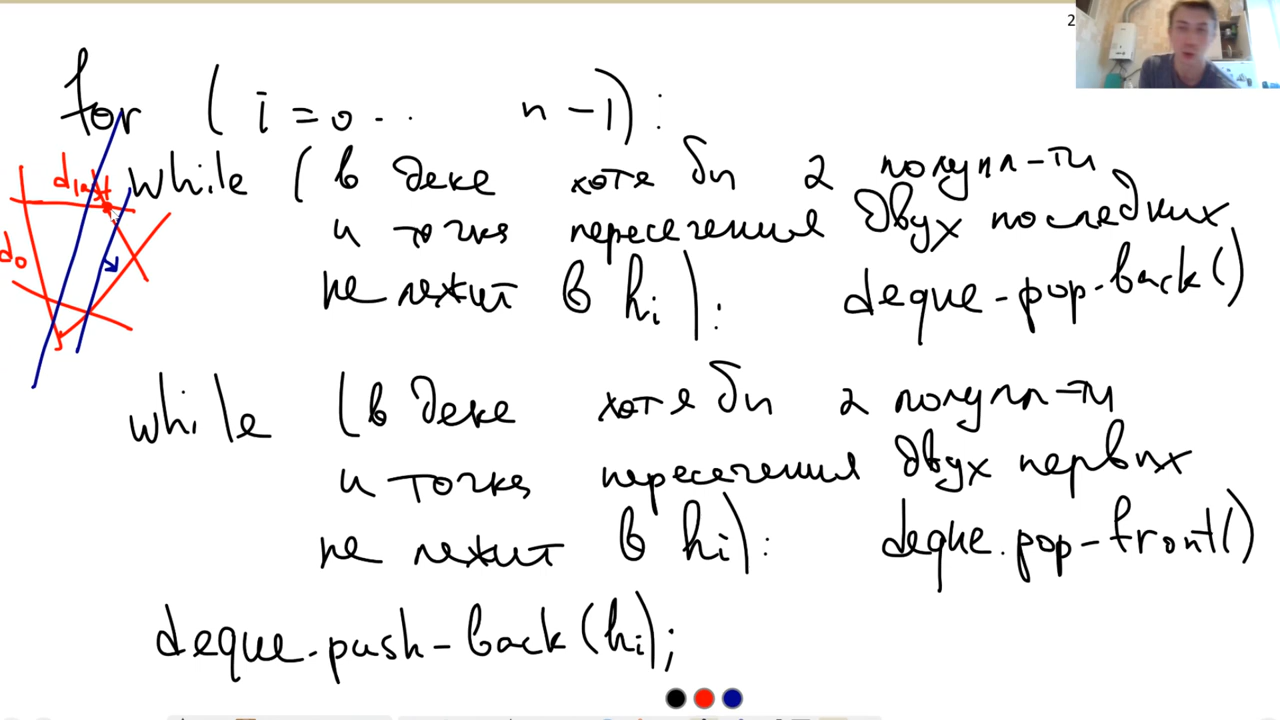 for ( i = 0 .. n - 1) :
while ( в деке хотя бы 2 полупл-ти
и точка пересечения двух последних
не лежит в hi) : deque.pop-back()
while ( в деке хотя бы 2 полупл-ти
и точка пересечения двух первых
не лежит в hi) : deque.pop-front()
deque.push-back(hi);
dlast
d0
2